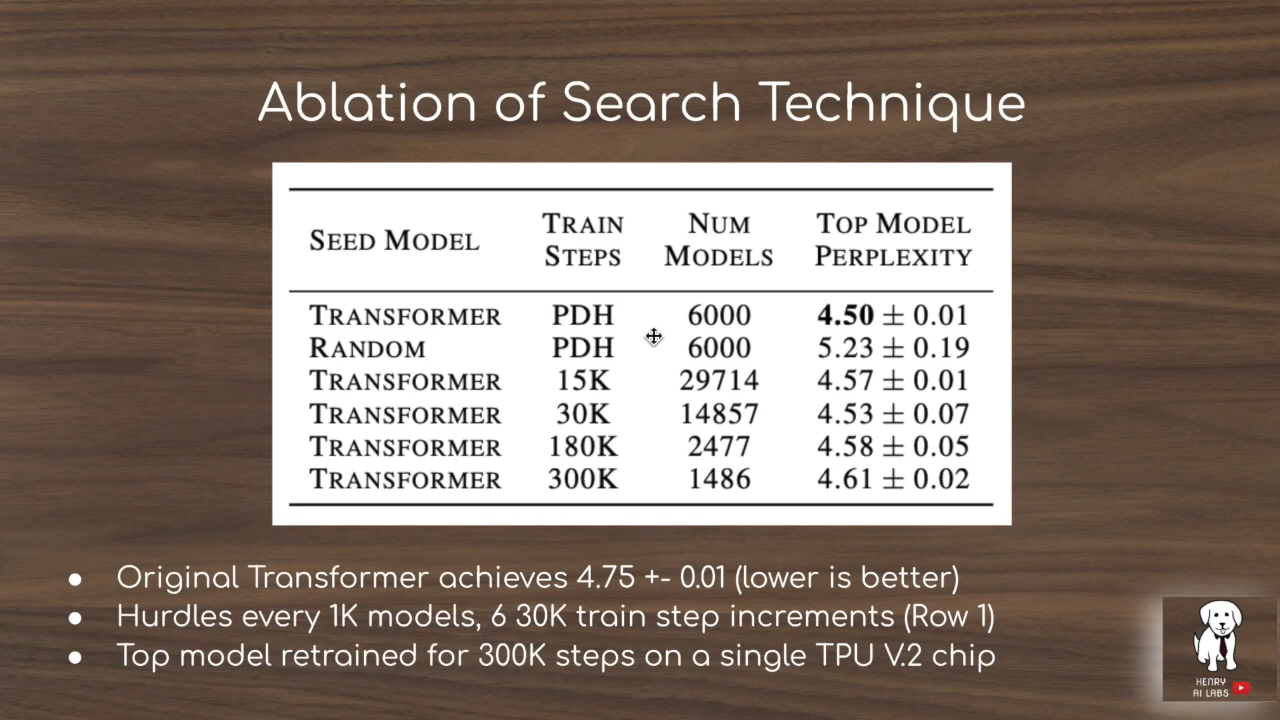 Ablation of Search Technique
SEED MODEL TRAIN STEPS NUM MODELS TOP MODEL PERPLEXITY
TRANSFORMER PDH 6000 4.50 ± 0.01
RANDOM PDH 6000 5.23 ± 0.19
TRANSFORMER 15K 29714 4.57 ± 0.01
TRANSFORMER 30K 14857 4.53 ± 0.07
TRANSFORMER 180K 2477 4.58 ± 0.05
TRANSFORMER 300K 1486 4.61 ± 0.02
● Original Transformer achieves 4.75 +- 0.01 (lower is better)
● Hurdles every 1K models, 6 30K train step increments (Row 1)
● Top model retrained for 300K steps on a single TPU V.2 chip
HENRY
AI LABS